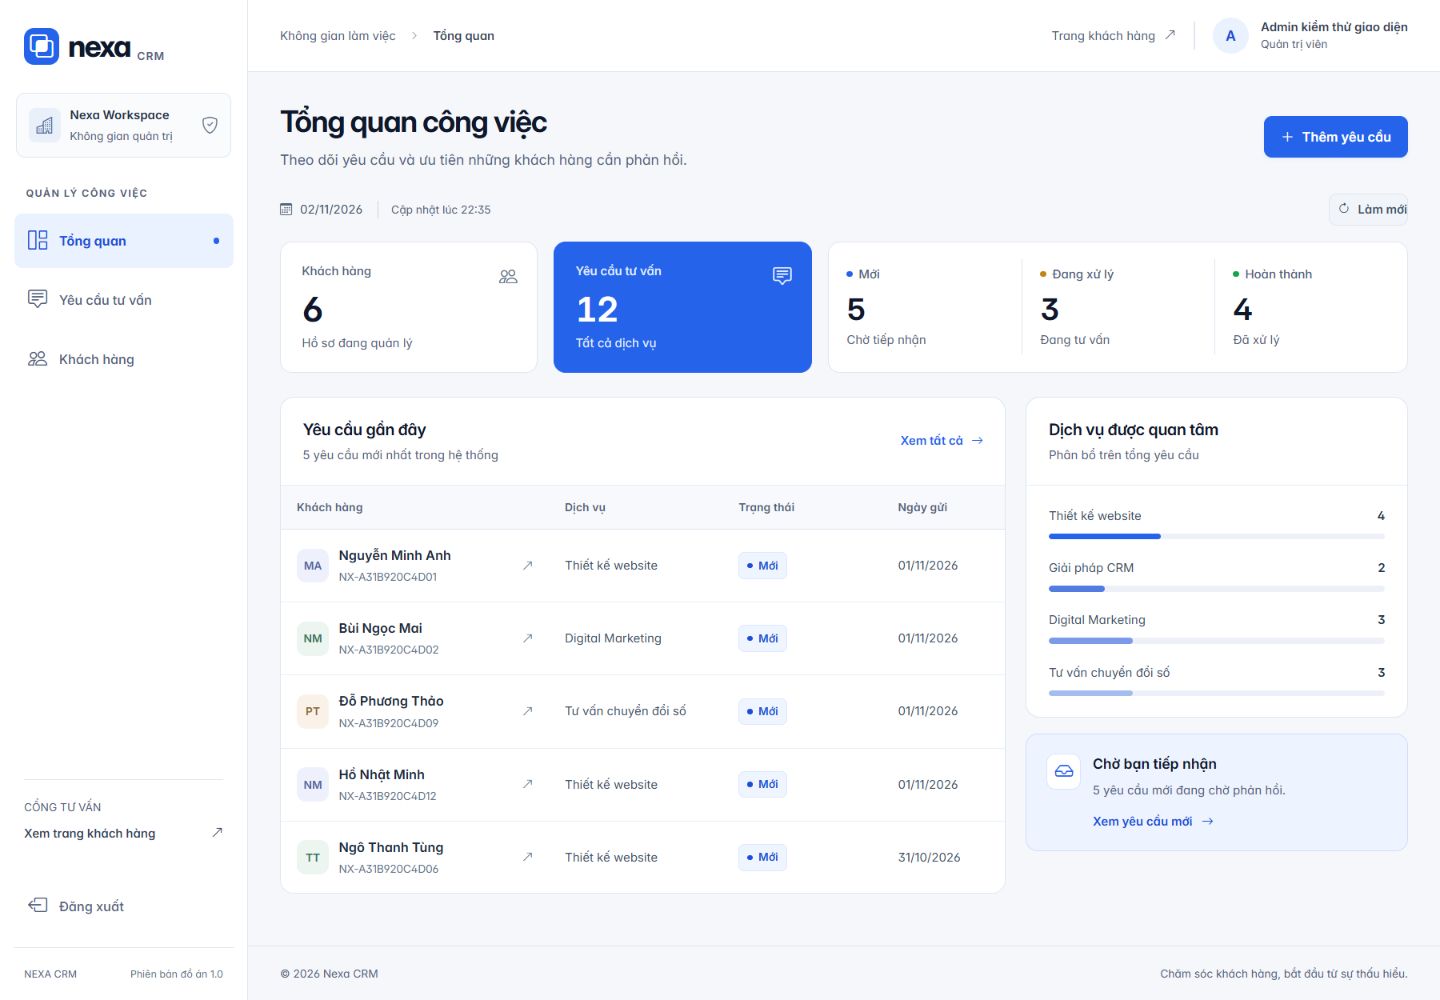 nexa CRM
Nexa Workspace
Không gian quản trị
QUẢN LÝ CÔNG VIỆC
Tổng quan
Yêu cầu tư vấn
Khách hàng
CỔNG TƯ VẤN
Xem trang khách hàng
Đăng xuất
NEXA CRM
Phiên bản đồ án 1.0
Không gian làm việc
Tổng quan
Trang khách hàng
A
Admin kiểm thử giao diện
Quản trị viên
Tổng quan công việc
Theo dõi yêu cầu và ưu tiên những khách hàng cần phản hồi.
Thêm yêu cầu
02/11/2026
Cập nhật lúc 22:35
Làm mới
Khách hàng
6
Hồ sơ đang quản lý
Yêu cầu tư vấn
12
Tất cả dịch vụ
Mới
5
Chờ tiếp nhận
Đang xử lý
3
Đang tư vấn
Hoàn thành
4
Đã xử lý
Yêu cầu gần đây
5 yêu cầu mới nhất trong hệ thống
Xem tất cả
Khách hàng Dịch vụ Trạng thái Ngày gửi
MA Nguyễn Minh Anh Thiết kế website Mới 01/11/2026
NX-A31B920C4D01
NM Bùi Ngọc Mai Digital Marketing Mới 01/11/2026
NX-A31B920C4D02
PT Đỗ Phương Thảo Tư vấn chuyển đổi số Mới 01/11/2026
NX-A31B920C4D09
NM Hồ Nhật Minh Thiết kế website Mới 01/11/2026
NX-A31B920C4D12
TT Ngô Thanh Tùng Thiết kế website Mới 31/10/2026
NX-A31B920C4D06
Dịch vụ được quan tâm
Phân bổ trên tổng yêu cầu
Thiết kế website 4
Giải pháp CRM 2
Digital Marketing 3
Tư vấn chuyển đổi số 3
Chờ bạn tiếp nhận
5 yêu cầu mới đang chờ phản hồi.
Xem yêu cầu mới
© 2026 Nexa CRM
Chăm sóc khách hàng, bắt đầu từ sự thấu hiểu.